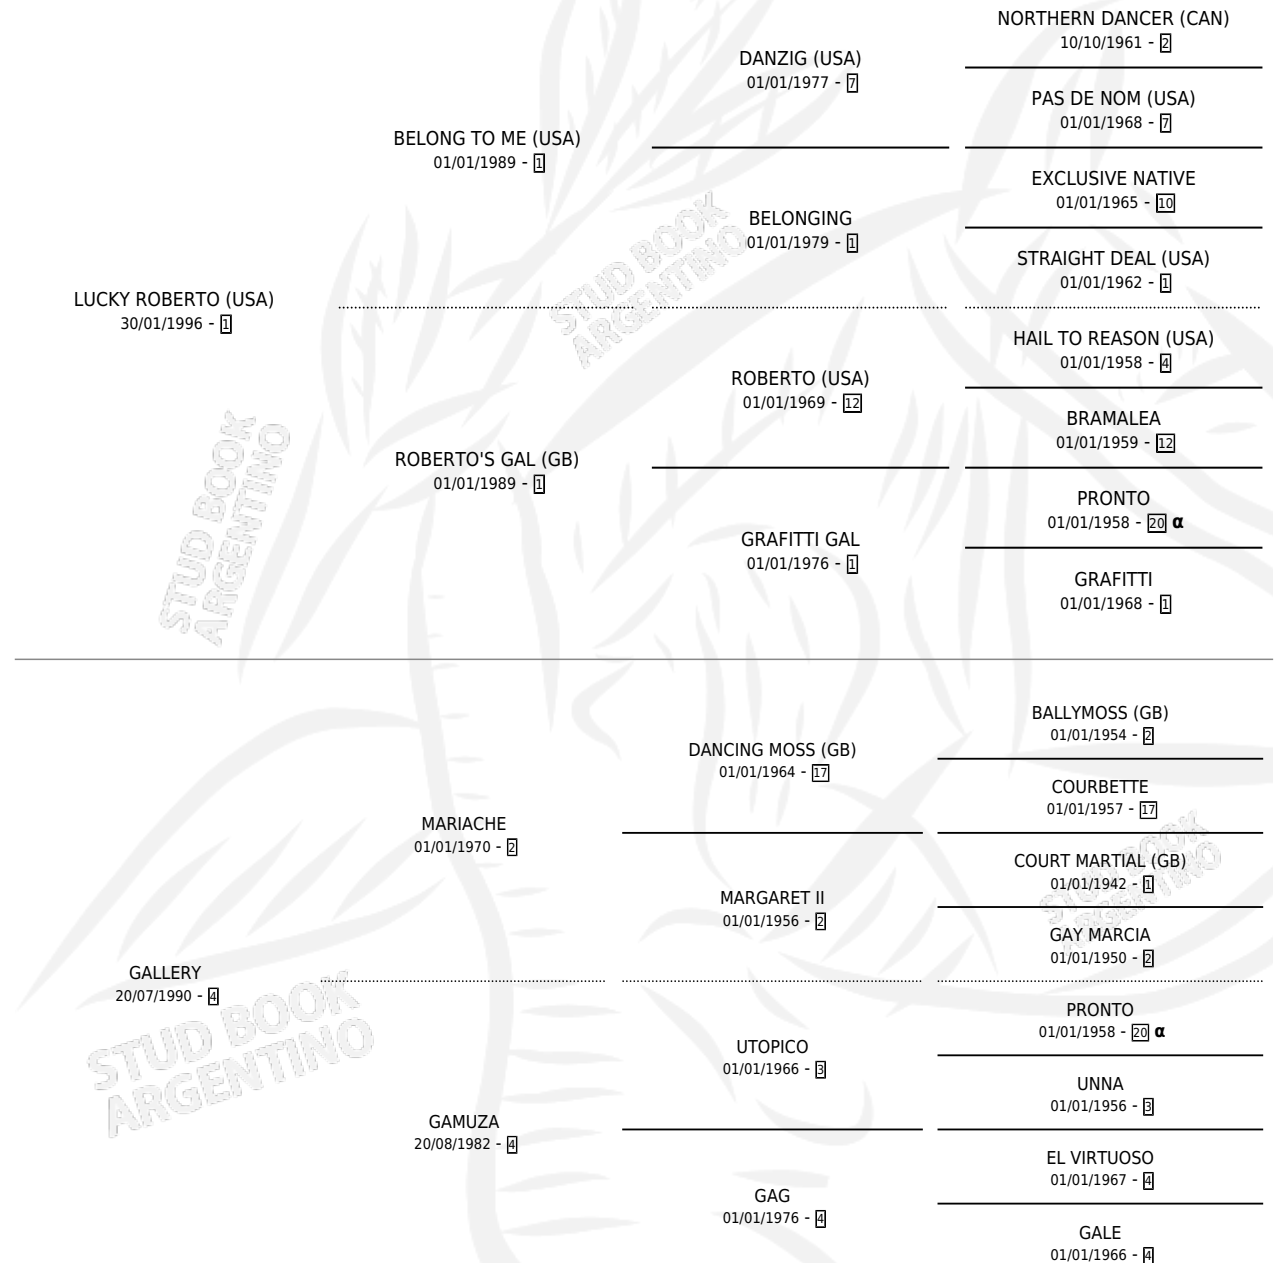 NORTHERN DANCER (CAN)
10/10/1961 - 2
DANZIG (USA)
01/01/1977 - 7
PAS DE NOM (USA)
01/01/1968 - 7
BELONG TO ME (USA)
01/01/1989 - 1
EXCLUSIVE NATIVE
01/01/1965 - 10
BELONGING
01/01/1979 - 1
STRAIGHT DEAL (USA)
01/01/1962 - 1
LUCKY ROBERTO (USA)
30/01/1996 - 1
HAIL TO REASON (USA)
01/01/1958 - 4
ROBERTO (USA)
01/01/1969 - 12
BRAMALEA
01/01/1959 - 12
ROBERTO'S GAL (GB)
01/01/1989 - 1
PRONTO
01/01/1958 - 20 α
GRAFITTI GAL
01/01/1976 - 1
GRAFITTI
01/01/1968 - 1
STUD BOOK
ARGENTINO
STUD BOOK
ARGENTINO
BALLYMOSS (GB)
01/01/1954 - 2
DANCING MOSS (GB)
01/01/1964 - 17
COURBETTE
01/01/1957 - 17
MARIACHE
01/01/1970 - 2
COURT MARTIAL (GB)
01/01/1942 - 1
MARGARET II
01/01/1956 - 2
GAY MARCIA
01/01/1950 - 2
GALLERY
20/07/1990 - 4
PRONTO
01/01/1958 - 20 α
UTOPICO
01/01/1966 - 3
UNNA
01/01/1956 - 3
GAMUZA
20/08/1982 - 4
EL VIRTUOSO
01/01/1967 - 4
GAG
01/01/1976 - 4
GALE
01/01/1966 - 4
STUD BOOK
ARGENTINO
STUD BOOK
ARGENTINO